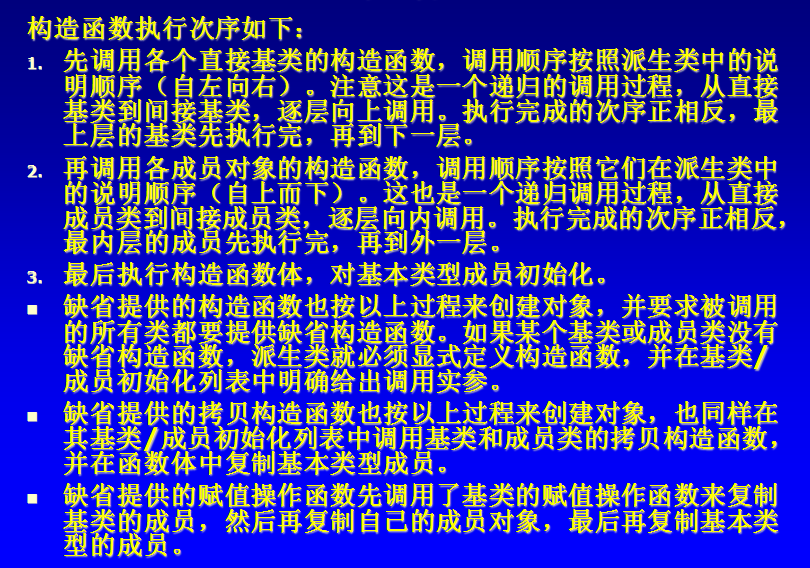 构造函数执行次序如下：
1. 先调用各个直接基类的构造函数，调用顺序按照派生类中的说
明顺序（自左向右）。注意这是一个递归的调用过程，从直接
基类到间接基类，逐层向上调用。执行完成的次序正相反，最
上层的基类先执行完，再到下一层。
2. 再调用各成员对象的构造函数，调用顺序按照它们在派生类中
的说明顺序（自上而下）。这也是一个递归调用过程，从直接
成员类到间接成员类，逐层向内调用。执行完成的次序正相反，
最内层的成员先执行完，再到外一层。
3. 最后执行构造函数体，对基本类型成员初始化。
■ 缺省提供的构造函数也按以上过程来创建对象，并要求被调用
的所有类都要提供缺省构造函数。如果某个基类或成员类没有
缺省构造函数，派生类就必须显式定义构造函数，并在基类/
成员初始化列表中明确给出调用实参。
■ 缺省提供的拷贝构造函数也按以上过程来创建对象，也同样在
其基类/成员初始化列表中调用基类和成员类的拷贝构造函数，
并在函数体中复制基本类型成员。
■ 缺省提供的赋值操作函数先调用了基类的赋值操作函数来复制
基类的成员，然后再复制自己的成员对象，最后再复制基本类
型的成员。